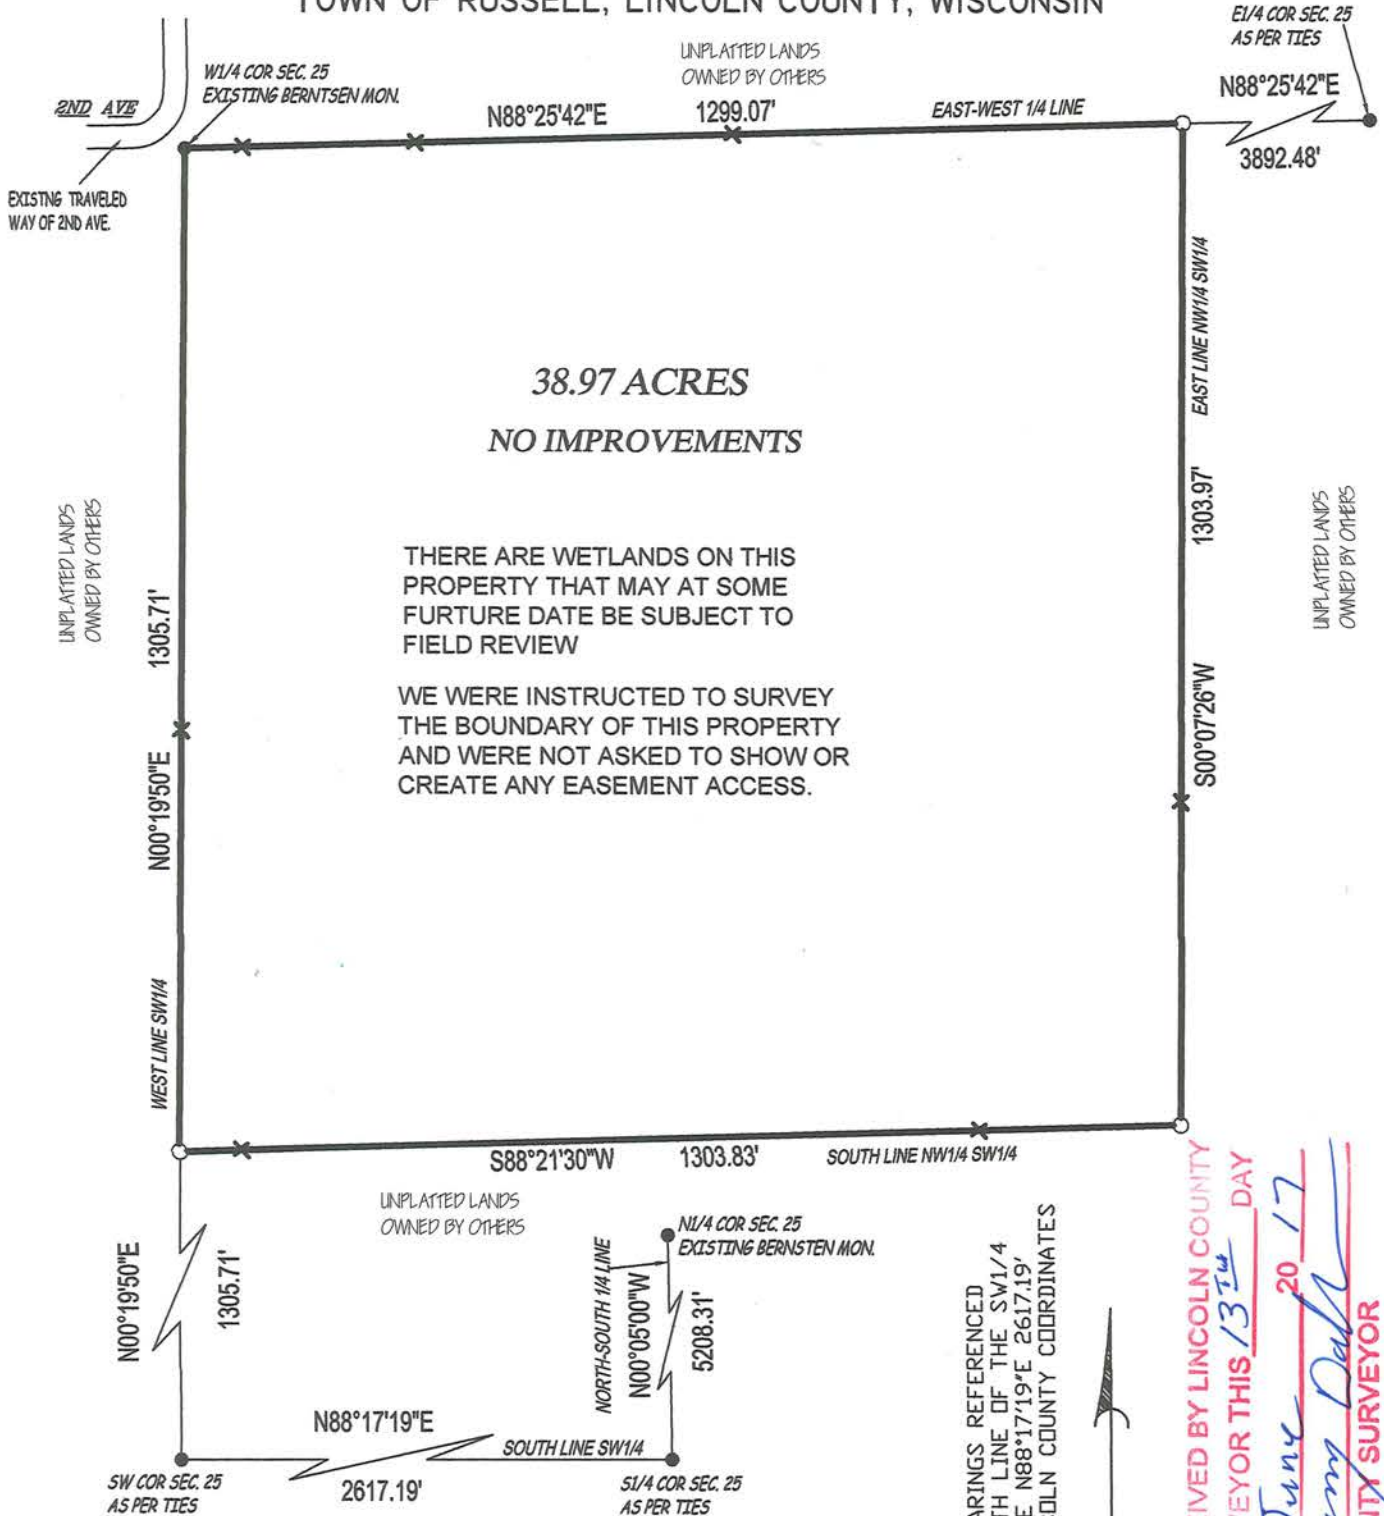 TOWN OF RUSSELL, LINCOLN COUNTY, WISCONSIN
E1/4 COR SEC. 25
AS PER TIES
UNPLATTED LANDS
OWNED BY OTHERS
W1/4 COR SEC. 25
EXISTING BERNTSEN MON.
2ND AVE
N88°25'42"E
1299.07'
EAST-WEST 1/4 LINE
N88°25'42"E
3892.48'
EXISTNG TRAVELED
WAY OF 2ND AVE.
EAST LINE NW1/4 SW1/4
1303.97'
S00°07'26"W
38.97 ACRES
NO IMPROVEMENTS
UNPLATTED LANDS
OWNED BY OTHERS
UNPLATTED LANDS
OWNED BY OTHERS
THERE ARE WETLANDS ON THIS
PROPERTY THAT MAY AT SOME
FURTURE DATE BE SUBJECT TO
FIELD REVIEW
WE WERE INSTRUCTED TO SURVEY
THE BOUNDARY OF THIS PROPERTY
AND WERE NOT ASKED TO SHOW OR
CREATE ANY EASEMENT ACCESS.
1305.71'
N00°19'50"E
WEST LINE SW1/4
S88°21'30"W
1303.83'
SOUTH LINE NW1/4 SW1/4
UNPLATTED LANDS
OWNED BY OTHERS
N1/4 COR SEC. 25
EXISTING BERNSTEN MON.
N00°19'50"E
1305.71'
NORTH-SOUTH 1/4 LINE
N00°05'00"W
5208.31'
N88°17'19"E
2617.19'
SOUTH LINE SW1/4
SW COR SEC. 25
AS PER TIES
S1/4 COR SEC. 25
AS PER TIES
ARINGS REFERENCED
TH LINE OF THE SW1/4
E N88°17'19"E 2617.19'
OLN COUNTY COORDINATES
IVED BY LINCOLN COUNTY
EYOR THIS 13TH DAY
June 20 17
NTY SURVEYOR